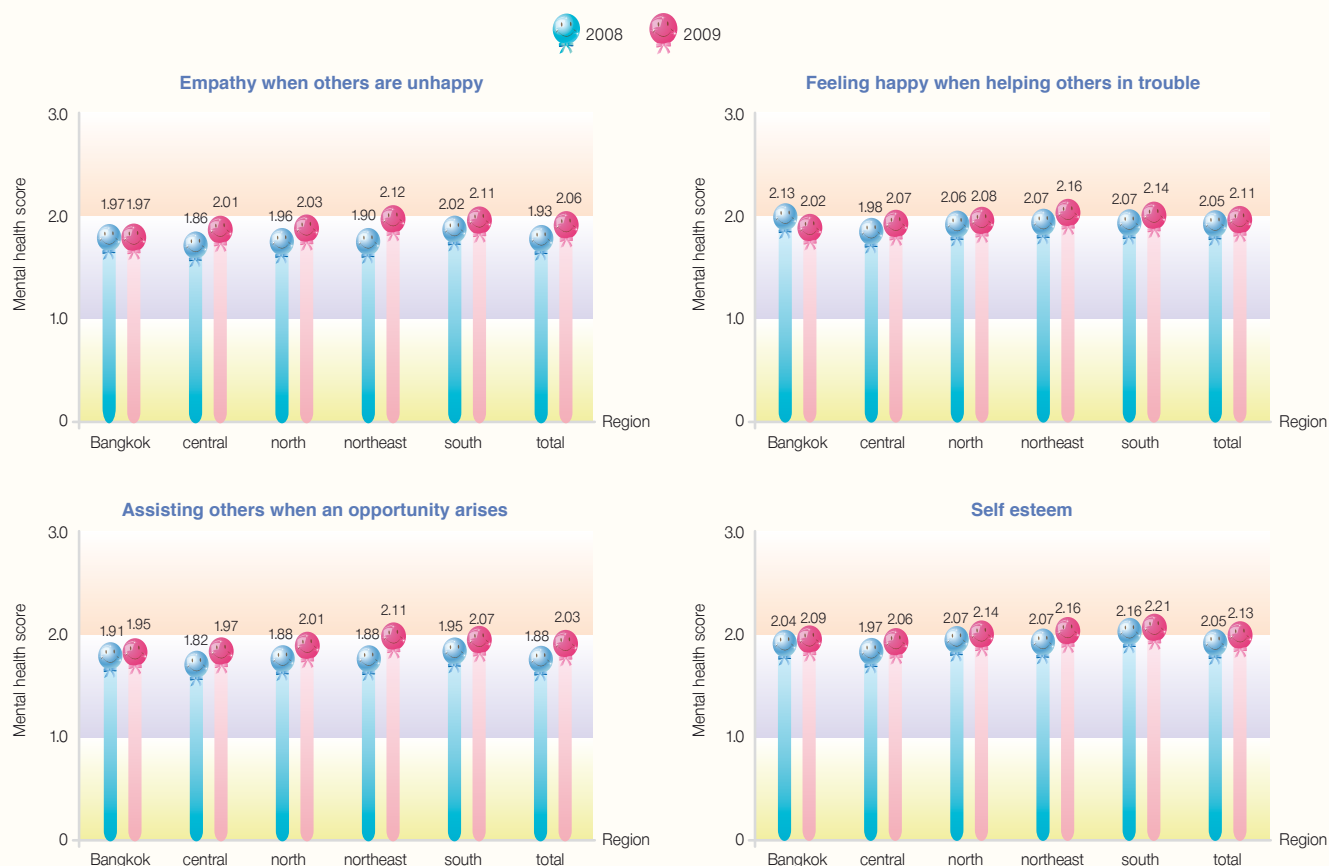 2008 2009
Empathy when others are unhappy
Mental health score
3.0
2.0
1.0
0
1.97 1.97 1.86 2.01 1.96 2.03 1.90 2.12 2.02 2.11 1.93 2.06
Bangkok central north northeast south total
Region
Feeling happy when helping others in trouble
Mental health score
3.0
2.0
1.0
0
2.13 2.02 1.98 2.07 2.06 2.08 2.07 2.16 2.07 2.14 2.05 2.11
Bangkok central north northeast south total
Region
Assisting others when an opportunity arises
Mental health score
3.0
2.0
1.0
0
1.91 1.95 1.82 1.97 1.88 2.01 1.88 2.11 1.95 2.07 1.88 2.03
Bangkok central north northeast south total
Region
Self esteem
Mental health score
3.0
2.0
1.0
0
2.04 2.09 1.97 2.06 2.07 2.14 2.07 2.16 2.16 2.21 2.05 2.13
Bangkok central north northeast south total
Region